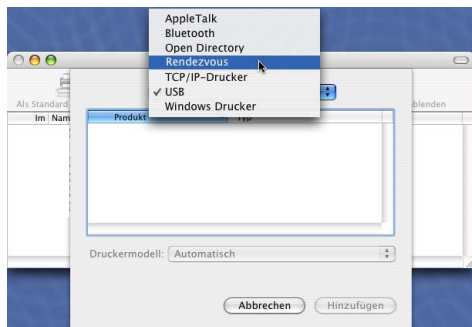 AppleTalk
Bluetooth
Open Directory
Rendezvous
TCP/IP-Drucker
✓ USB
Windows Drucker
Als Standard
blenden
Im Nam
Produkt Typ
Druckermodell: Automatisch
Abbrechen Hinzufügen